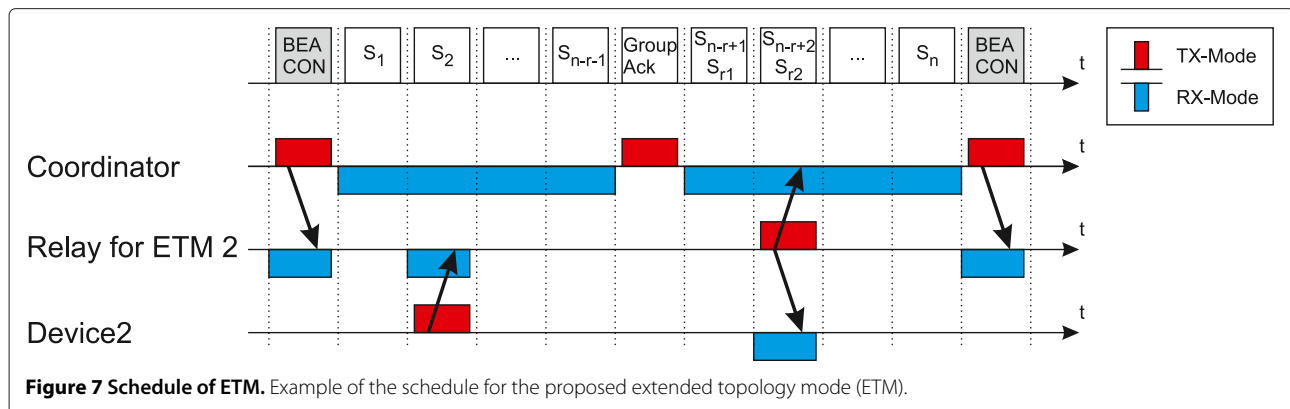 BEA CON S1 S2 ... Sn-r-1 Group Ack Sn-r+1 Sr1 Sn-r+2 Sr2 ... Sn BEA CON
t
TX-Mode
RX-Mode
t
Coordinator
t
Relay for ETM 2
t
Device2
Figure 7 Schedule of ETM. Example of the schedule for the proposed extended topology mode (ETM).